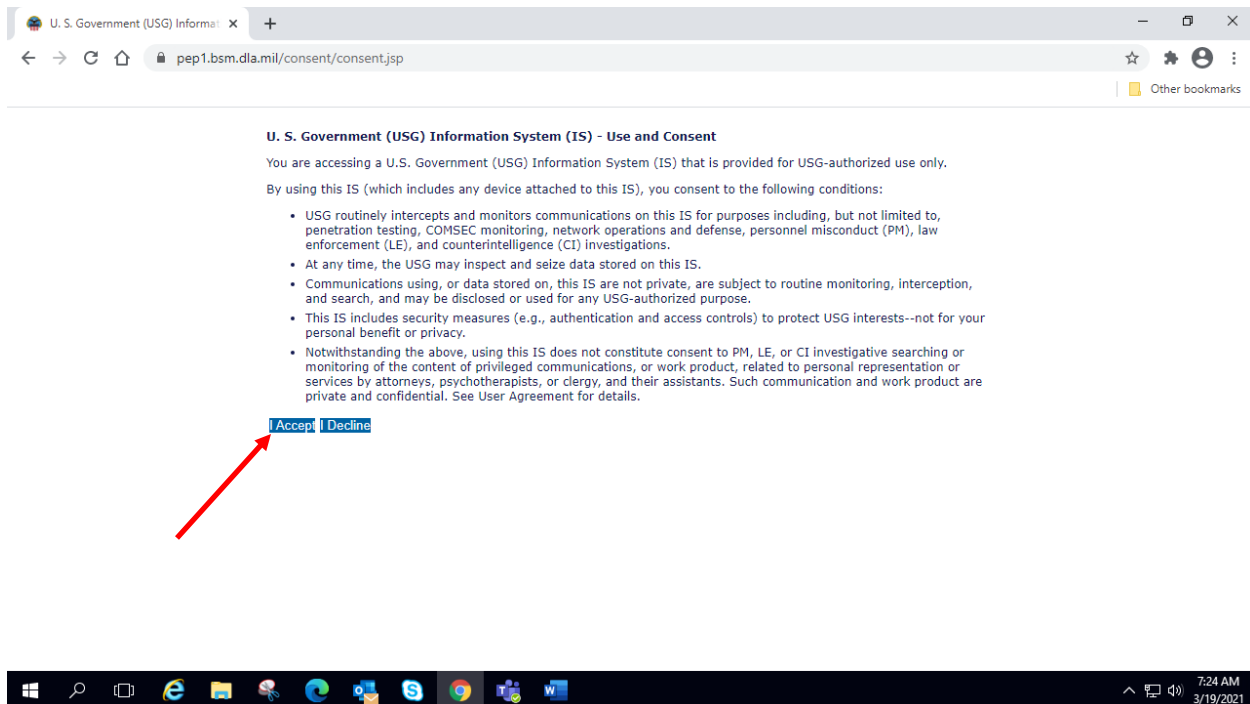 U. S. Government (USG) Informat
pep1.bsm.dla.mil/consent/consent.jsp
Other bookmarks
U. S. Government (USG) Information System (IS) - Use and Consent
You are accessing a U.S. Government (USG) Information System (IS) that is provided for USG-authorized use only.
By using this IS (which includes any device attached to this IS), you consent to the following conditions:
• USG routinely intercepts and monitors communications on this IS for purposes including, but not limited to,
penetration testing, COMSEC monitoring, network operations and defense, personnel misconduct (PM), law
enforcement (LE), and counterintelligence (CI) investigations.
• At any time, the USG may inspect and seize data stored on this IS.
• Communications using, or data stored on, this IS are not private, are subject to routine monitoring, interception,
and search, and may be disclosed or used for any USG-authorized purpose.
• This IS includes security measures (e.g., authentication and access controls) to protect USG interests--not for your
personal benefit or privacy.
• Notwithstanding the above, using this IS does not constitute consent to PM, LE, or CI investigative searching or
monitoring of the content of privileged communications, or work product, related to personal representation or
services by attorneys, psychotherapists, or clergy, and their assistants. Such communication and work product are
private and confidential. See User Agreement for details.
I Accept I Decline
7:24 AM
3/19/2021